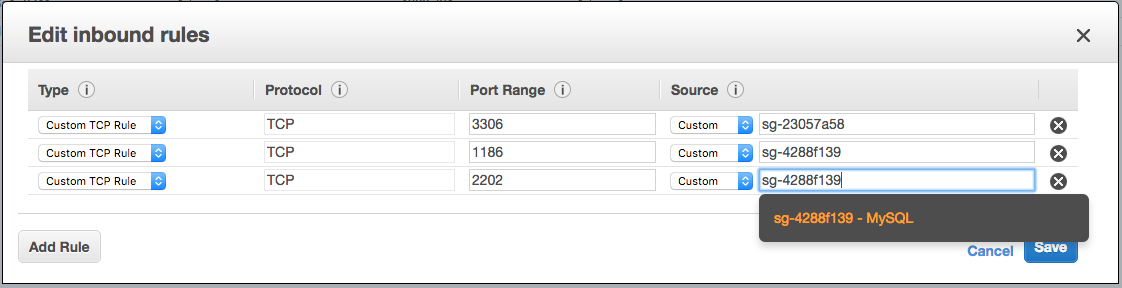 Edit inbound rules
Type Protocol Port Range Source
Custom TCP Rule TCP 3306 Custom sg-23057a58
Custom TCP Rule TCP 1186 Custom sg-4288f139
Custom TCP Rule TCP 2202 Custom sg-4288f139
sg-4288f139 - MySQL
Add Rule Cancel Save